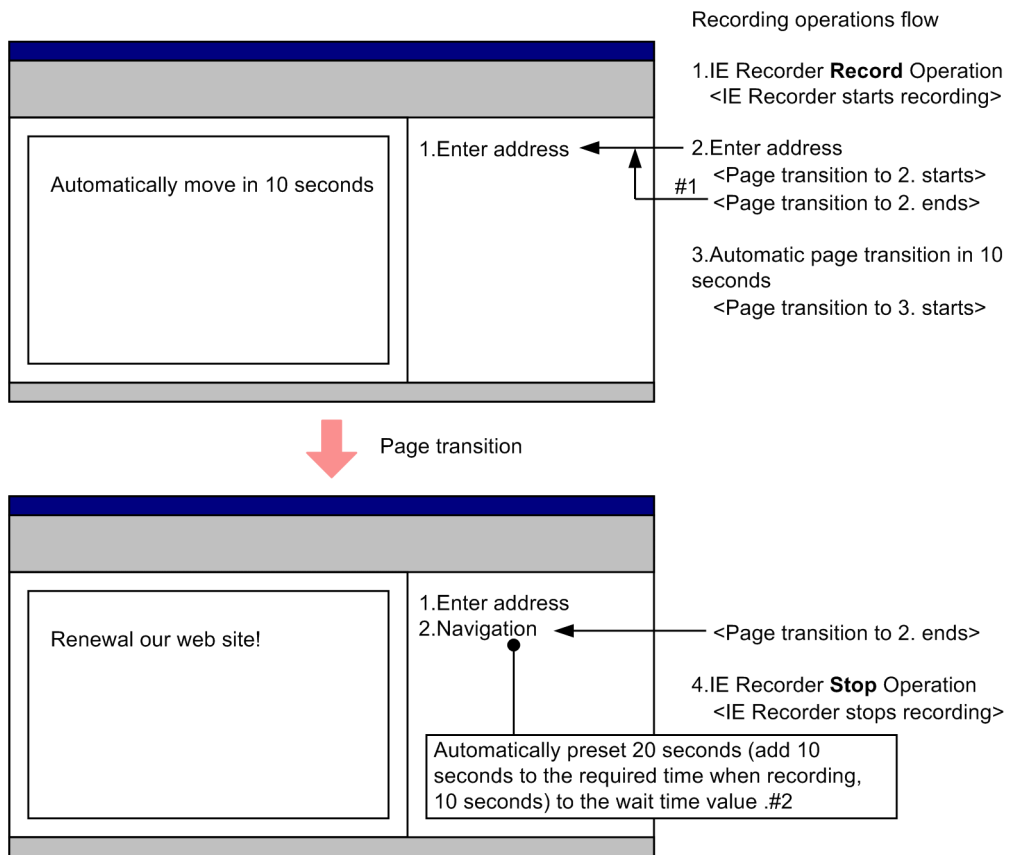 Recording operations flow
1.IE Recorder Record Operation
<IE Recorder starts recording>
Automatically move in 10 seconds
1.Enter address
2.Enter address
<Page transition to 2. starts>
#1
<Page transition to 2. ends>
3.Automatic page transition in 10
seconds
<Page transition to 3. starts>
Page transition
Renewal our web site!
1.Enter address
2.Navigation
<Page transition to 2. ends>
4.IE Recorder Stop Operation
<IE Recorder stops recording>
Automatically preset 20 seconds (add 10
seconds to the required time when recording,
10 seconds) to the wait time value .#2